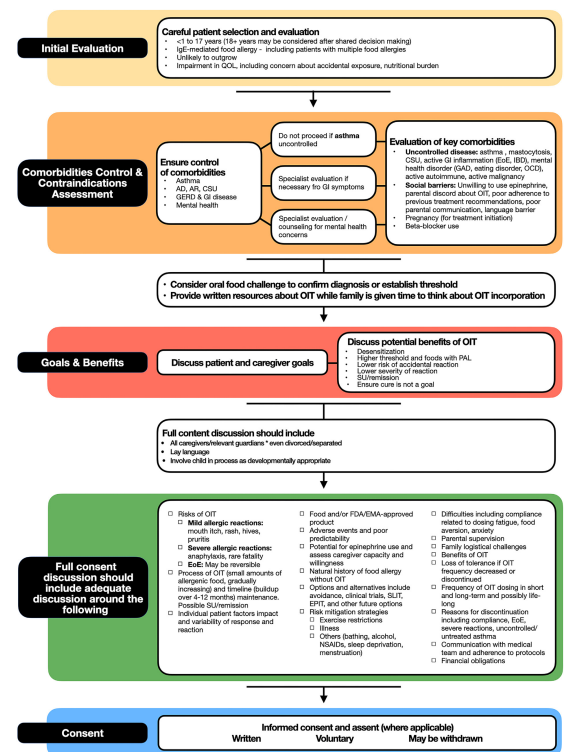 Initial Evaluation
Careful patient selection and evaluation
• <1 to 17 years (18+ years may be considered after shared decision making)
• IgE-mediated food allergy - including patients with multiple food allergies
• Unlikely to outgrow
• Impairment in QOL, including concern about accidental exposure, nutritional burden
Comorbidities Control &
Contraindications
Assessment
Ensure control
of comorbidities
• Asthma
• AD, AR, CSU
• GERD & GI disease
• Mental health
Do not proceed if asthma
uncontrolled
Specialist evaluation if
necessary fro GI symptoms
Specialist evaluation /
counseling for mental health
concerns
Evaluation of key comorbidities
• Uncontrolled disease: asthma , mastocytosis,
CSU, active GI inflammation (EoE, IBD), mental
health disorder (GAD, eating disorder, OCD),
active autoimmune, active malignancy
• Social barriers: Unwilling to use epinephrine,
parental discord about OIT, poor adherence to
previous treatment recommendations, poor
parental communication, language barrier
• Pregnancy (for treatment initiation)
• Beta-blocker use
• Consider oral food challenge to confirm diagnosis or establish threshold
• Provide written resources about OIT while family is given time to think about OIT incorporation
Goals & Benefits
Discuss patient and caregiver goals
Discuss potential benefits of OIT
• Desensitization
• Higher threshold and foods with PAL
• Lower risk of accidental reaction
• Lower severity of reaction
• SU/remission
• Ensure cure is not a goal
Full content discussion should include
• All caregivers/relevant guardians * even divorced/separated
• Lay language
• Involve child in process as developmentally appropriate
Full consent
discussion should
include adequate
discussion around the
following
□ Risks of OIT
□ Mild allergic reactions:
mouth itch, rash, hives,
pruritis
□ Severe allergic reactions:
anaphylaxis, rare fatality
□ EoE: May be reversible
□ Process of OIT (small amounts of
allergenic food, gradually
increasing) and timeline (buildup
over 4-12 months) maintenance.
Possible SU/remission
□ Individual patient factors impact
and variability of response and
reaction
□ Food and/or FDA/EMA-approved
product
□ Adverse events and poor
predictability
□ Potential for epinephrine use and
assess caregiver capacity and
willingness
□ Natural history of food allergy
without OIT
□ Options and alternatives include
avoidance, clinical trials, SLIT,
EPIT, and other future options
□ Risk mitigation strategies
□ Exercise restrictions
□ Illness
□ Others (bathing, alcohol,
NSAIDs, sleep deprivation,
menstruation)
□ Difficulties including compliance
related to dosing fatigue, food
aversion, anxiety
□ Parental supervision
□ Family logistical challenges
□ Benefits of OIT
□ Loss of tolerance if OIT
frequency decreased or
discontinued
□ Frequency of OIT dosing in short
and long-term and possibly life-
long
□ Reasons for discontinuation
including compliance, EoE,
severe reactions, uncontrolled/
untreated asthma
□ Communication with medical
team and adherence to protocols
□ Financial obligations
Consent
Informed consent and assent (where applicable)
Written Voluntary May be withdrawn